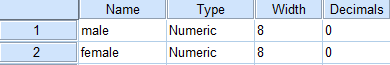 Name Type Width Decimals
1 male Numeric 8 0
2 female Numeric 8 0